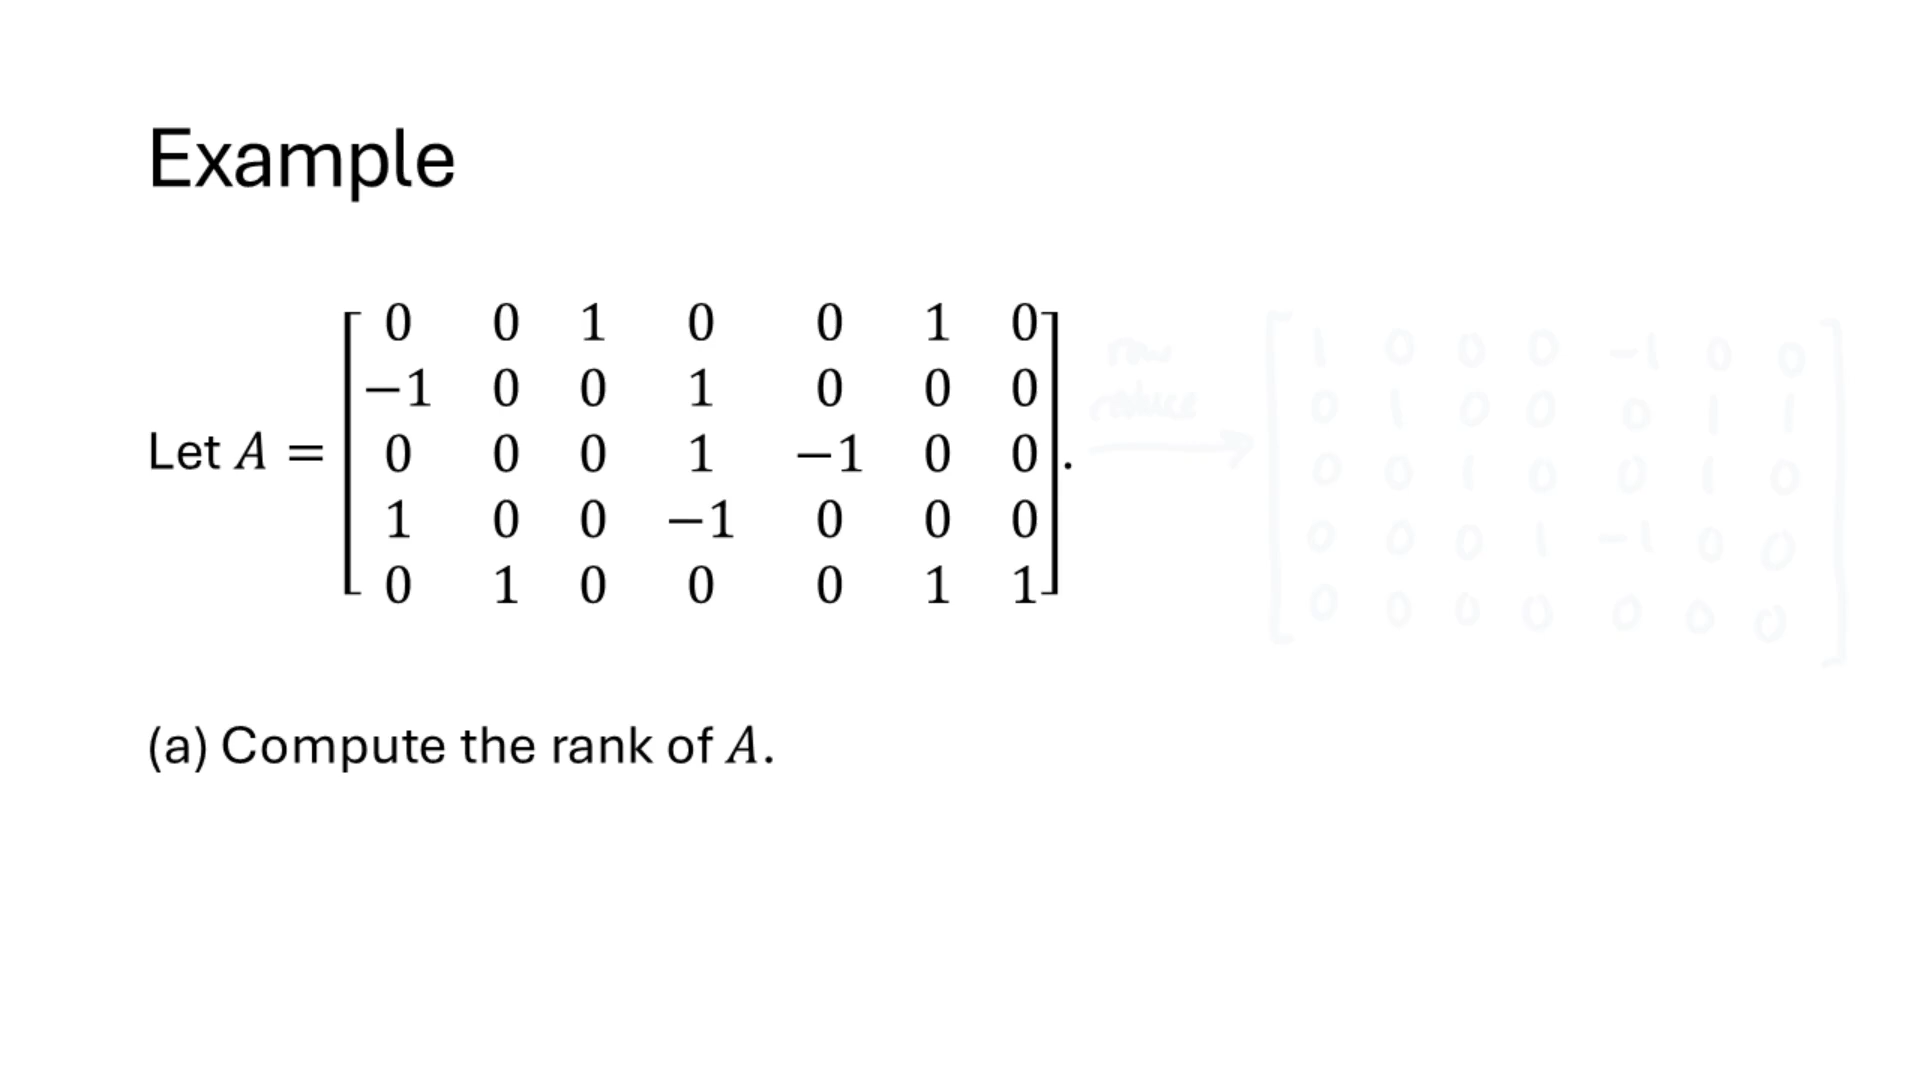 Example
Let A = [ 0 0 1 0 0 1 0
−1 0 0 1 0 0 0
0 0 0 1 −1 0 0
1 0 0 −1 0 0 0
0 1 0 0 0 1 1 ].
row
reduce
[ 1 0 0 0 −1 0 0
0 1 0 0 0 1 1
0 0 1 0 0 1 0
0 0 0 1 −1 0 0
0 0 0 0 0 0 0 ]
(a) Compute the rank of A.